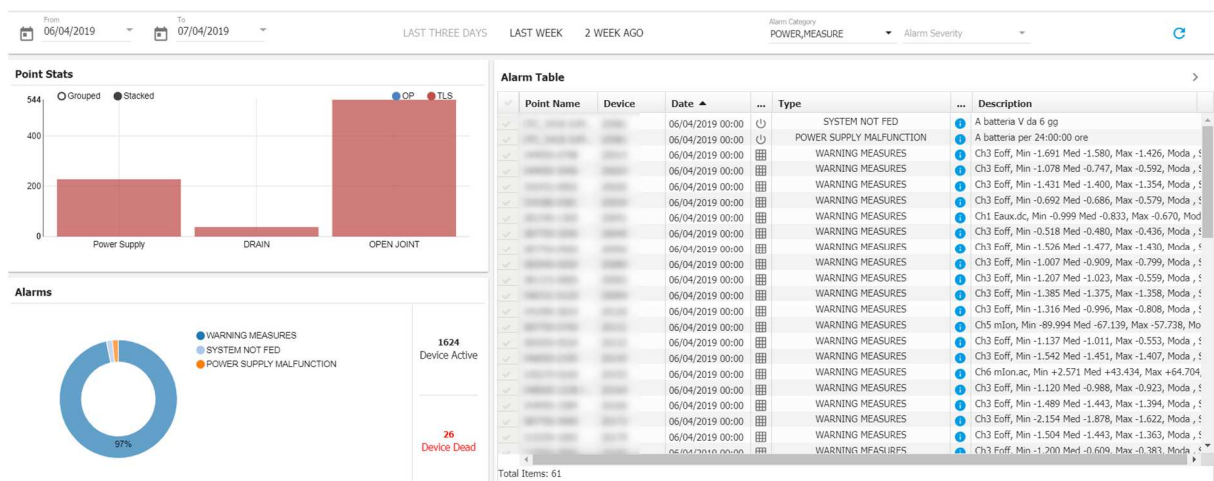 From
06/04/2019
To
07/04/2019
LAST THREE DAYS
LAST WEEK
2 WEEK AGO
Alarm Category
POWER,MEASURE
Alarm Severity
Point Stats
Grouped
Stacked
OP
TLS
544
400
200
0
Power Supply
DRAIN
OPEN JOINT
Alarms
WARNING MEASURES
SYSTEM NOT FED
POWER SUPPLY MALFUNCTION
97%
1624
Device Active
26
Device Dead
Alarm Table
Point Name Device Date ... Type ... Description
06/04/2019 00:00 SYSTEM NOT FED A batteria V da 6 gg
06/04/2019 00:00 POWER SUPPLY MALFUNCTION A batteria per 24:00:00 ore
06/04/2019 00:00 WARNING MEASURES Ch3 Eoff, Min -1.691 Med -1.580, Max -1.426, Moda ,
06/04/2019 00:00 WARNING MEASURES Ch3 Eoff, Min -1.078 Med -0.747, Max -0.592, Moda ,
06/04/2019 00:00 WARNING MEASURES Ch3 Eoff, Min -1.431 Med -1.400, Max -1.354, Moda ,
06/04/2019 00:00 WARNING MEASURES Ch3 Eoff, Min -0.692 Med -0.686, Max -0.579, Moda ,
06/04/2019 00:00 WARNING MEASURES Ch1 Eaux.dc, Min -0.999 Med -0.833, Max -0.670, Mod
06/04/2019 00:00 WARNING MEASURES Ch3 Eoff, Min -0.518 Med -0.480, Max -0.436, Moda ,
06/04/2019 00:00 WARNING MEASURES Ch3 Eoff, Min -1.526 Med -1.477, Max -1.430, Moda ,
06/04/2019 00:00 WARNING MEASURES Ch3 Eoff, Min -1.007 Med -0.909, Max -0.799, Moda ,
06/04/2019 00:00 WARNING MEASURES Ch3 Eoff, Min -1.207 Med -1.023, Max -0.559, Moda ,
06/04/2019 00:00 WARNING MEASURES Ch3 Eoff, Min -1.385 Med -1.375, Max -1.358, Moda ,
06/04/2019 00:00 WARNING MEASURES Ch3 Eoff, Min -1.316 Med -0.996, Max -0.808, Moda ,
06/04/2019 00:00 WARNING MEASURES Ch5 mIon, Min -89.994 Med -67.139, Max -57.738, Mo
06/04/2019 00:00 WARNING MEASURES Ch3 Eoff, Min -1.137 Med -1.011, Max -0.553, Moda ,
06/04/2019 00:00 WARNING MEASURES Ch3 Eoff, Min -1.542 Med -1.451, Max -1.407, Moda ,
06/04/2019 00:00 WARNING MEASURES Ch6 mIon.ac, Min +2.571 Med +43.434, Max +64.704,
06/04/2019 00:00 WARNING MEASURES Ch3 Eoff, Min -1.120 Med -0.988, Max -0.923, Moda ,
06/04/2019 00:00 WARNING MEASURES Ch3 Eoff, Min -1.489 Med -1.443, Max -1.394, Moda ,
06/04/2019 00:00 WARNING MEASURES Ch3 Eoff, Min -2.154 Med -1.878, Max -1.622, Moda ,
06/04/2019 00:00 WARNING MEASURES Ch3 Eoff, Min -1.504 Med -1.443, Max -1.363, Moda ,
06/04/2019 00:00 WARNING MEASURES Ch3 Eoff, Min -1.200 Med -0.609, Max -0.383, Moda ,
Total Items: 61